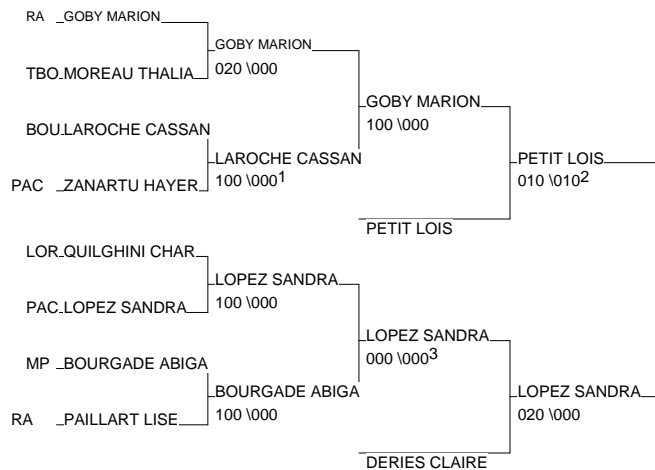 RA GOBY MARION
GOBY MARION
020 \000
TBO MOREAU THALIA
GOBY MARION
100 \000
BOU LAROCHE CASSAN
LAROCHE CASSAN
100 \000 1
PETIT LOIS
010 \010 2
PAC ZANARTU HAYER
PETIT LOIS
LOR QUILGHINI CHAR
LOPEZ SANDRA
100 \000
PAC LOPEZ SANDRA
LOPEZ SANDRA
000 \000 3
MP BOURGADE ABIGA
BOURGADE ABIGA
100 \000
LOPEZ SANDRA
020 \000
RA PAILLART LISE
DERIES CLAIRE